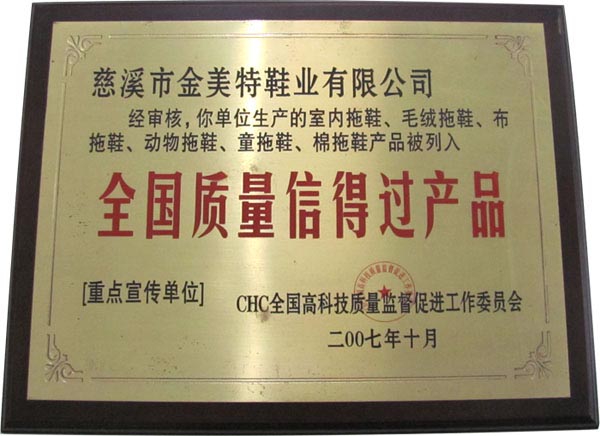 慈溪市金美特鞋业有限公司
经审核,你单位生产的室内拖鞋、毛绒拖鞋、布
拖鞋、动物拖鞋、童拖鞋、棉拖鞋产品被列入
全国质量信得过产品
[重点宣传单位]
CHC全国高科技质量监督促进工作委员会
二〇〇七年十月